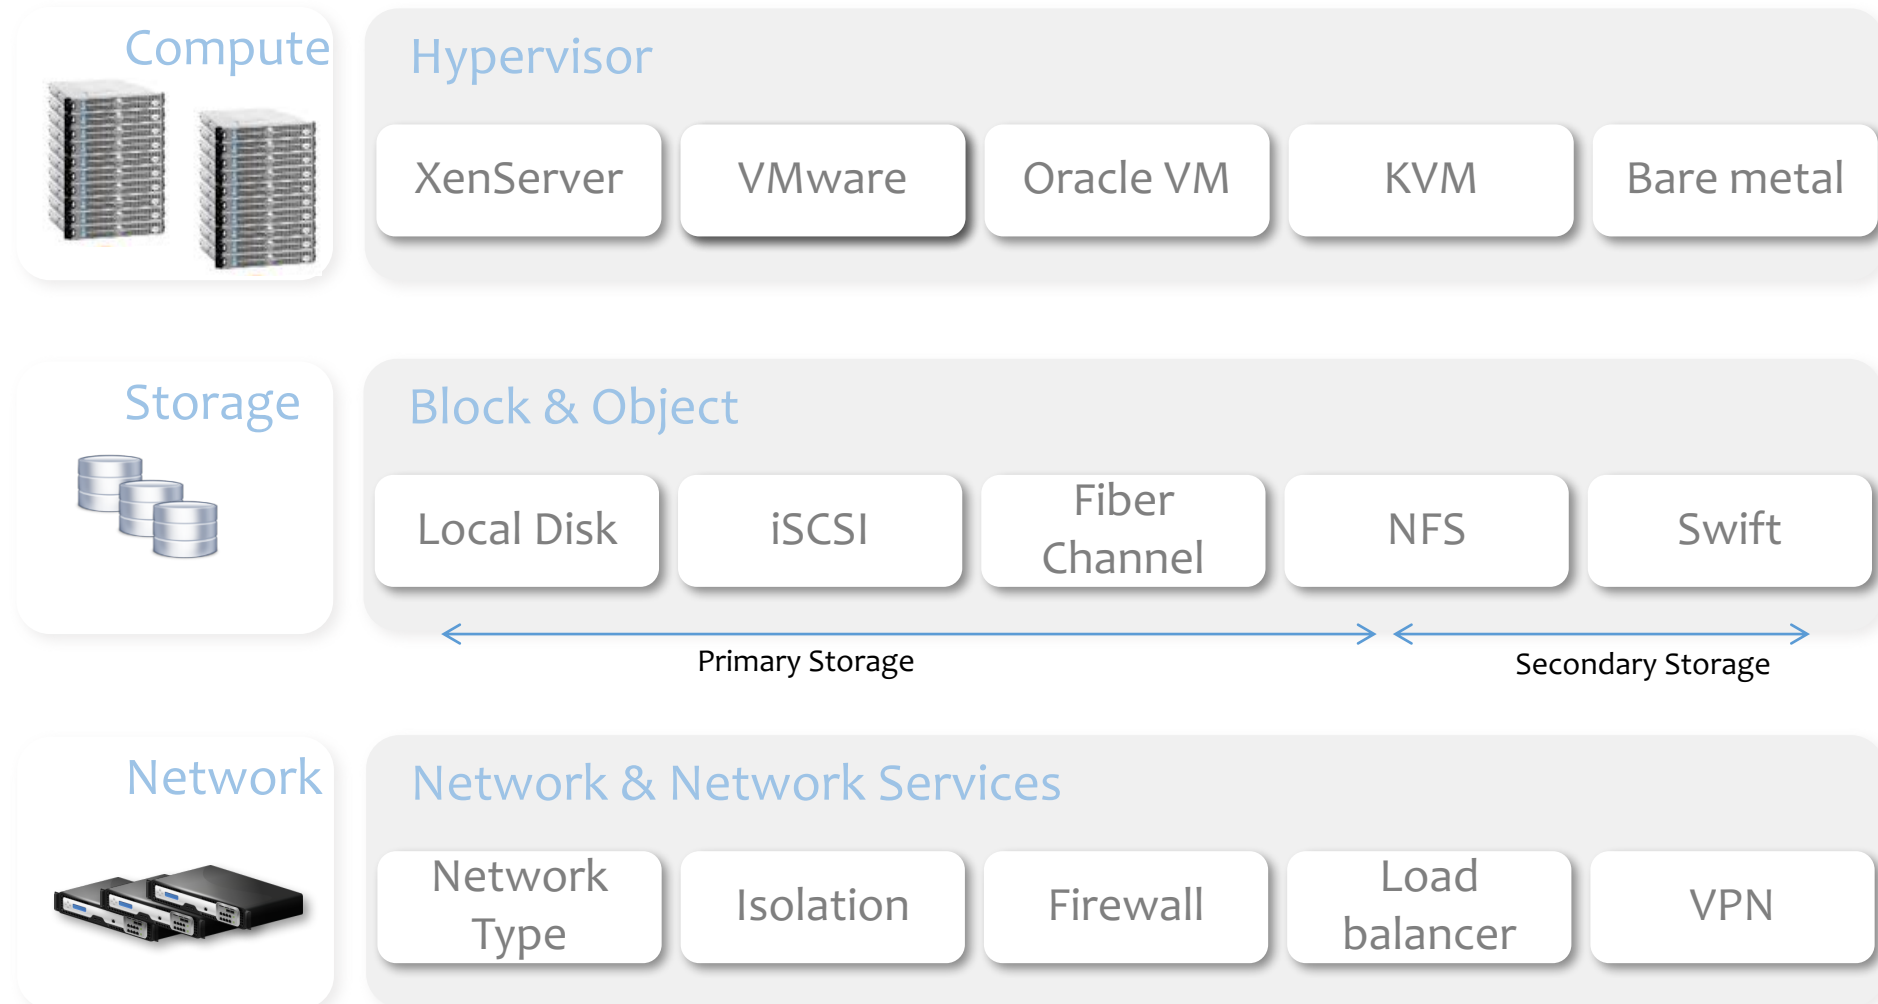 Compute
Hypervisor
XenServer
VMware
Oracle VM
KVM
Bare metal
Storage
Block & Object
Local Disk
iSCSI
Fiber
Channel
NFS
Swift
Primary Storage
Secondary Storage
Network
Network & Network Services
Network
Type
Isolation
Firewall
Load
balancer
VPN